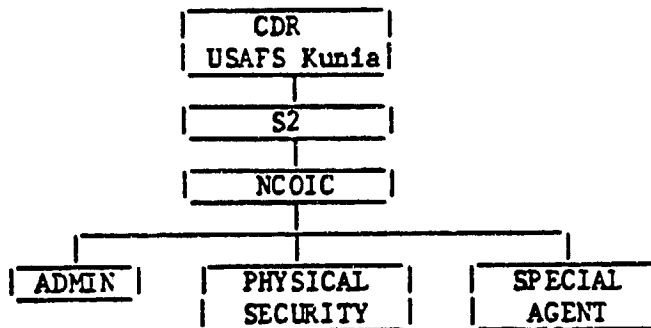 CDR
USAFS Kunia
S2
NCOIC
ADMIN
PHYSICAL
SECURITY
SPECIAL
AGENT